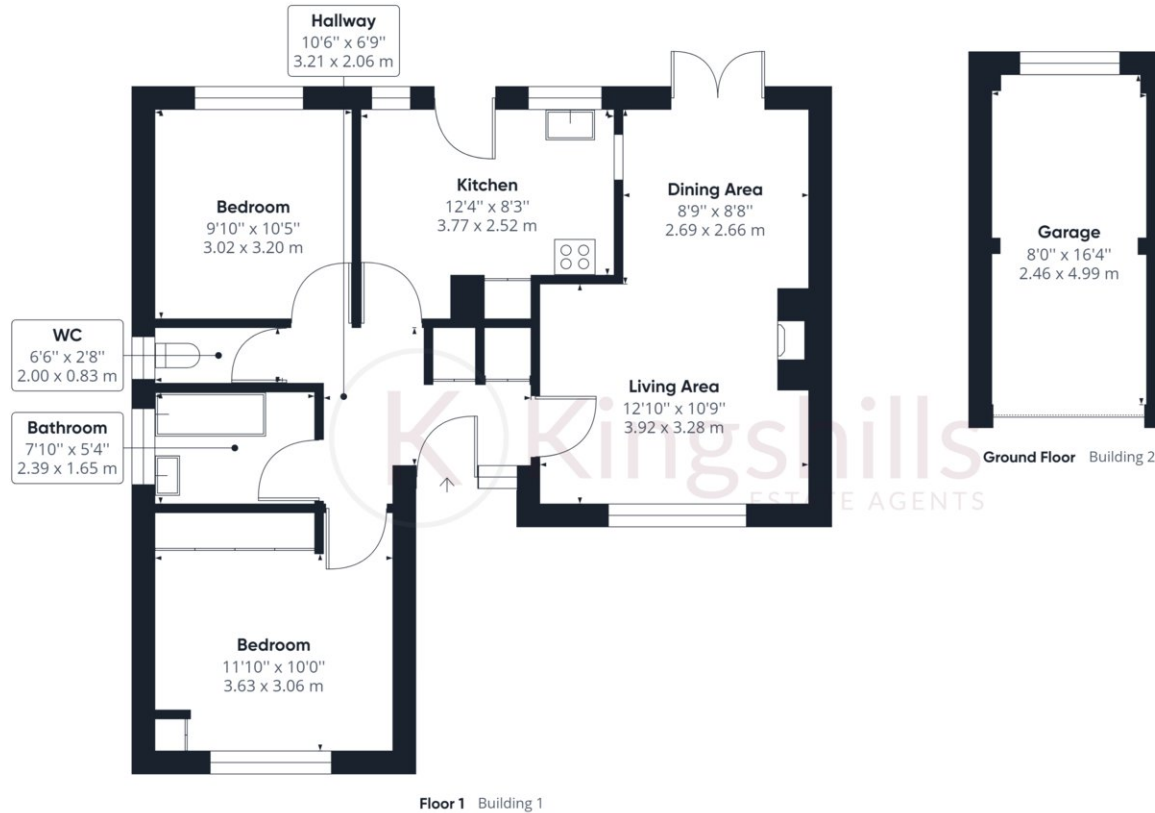 Hallway
10'6" x 6'9"
3.21 x 2.06 m
Bedroom
9'10" x 10'5"
3.02 x 3.20 m
Kitchen
12'4" x 8'3"
3.77 x 2.52 m
Dining Area
8'9" x 8'8"
2.69 x 2.66 m
Garage
8'0" x 16'4"
2.46 x 4.99 m
WC
6'6" x 2'8"
2.00 x 0.83 m
Bathroom
7'10" x 5'4"
2.39 x 1.65 m
Living Area
12'10" x 10'9"
3.92 x 3.28 m
K Kingshills
ESTATE AGENTS
Ground Floor Building 2
Bedroom
11'10" x 10'0"
3.63 x 3.06 m
Floor 1 Building 1